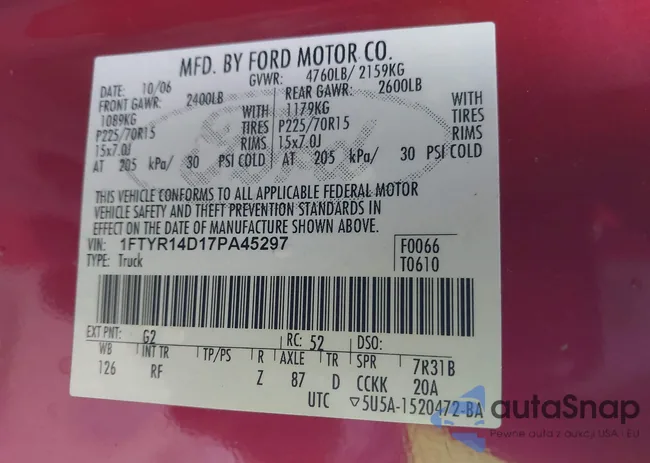 MFD. BY FORD MOTOR CO.
DATE: 10/06 GVWR: 4760LB/ 2159KG
FRONT GAWR: 2400LB REAR GAWR: 2600LB
1089KG WITH 1179KG WITH
P225/70R15 TIRES P225/70R15 TIRES
15x7.0J RIMS 15x7.0J RIMS
AT 205 kPa/ 30 PSI COLD AT 205 kPa/ 30 PSI COLD
THIS VEHICLE CONFORMS TO ALL APPLICABLE FEDERAL MOTOR
VEHICLE SAFETY AND THEFT PREVENTION STANDARDS IN
EFFECT ON THE DATE OF MANUFACTURE SHOWN ABOVE.
VIN: 1FTYR14D17PA45297 F0066
TYPE: Truck T0610
EXT PNT: G2 RC: 52 DSO:
WB INT TR TP/PS R AXLE TR SPR 7R31B
126 RF Z 87 D CCKK 20A
UTC ▽5U5A-1520472-BA
autaSnap
Pewne auta z aukcji USA · EU